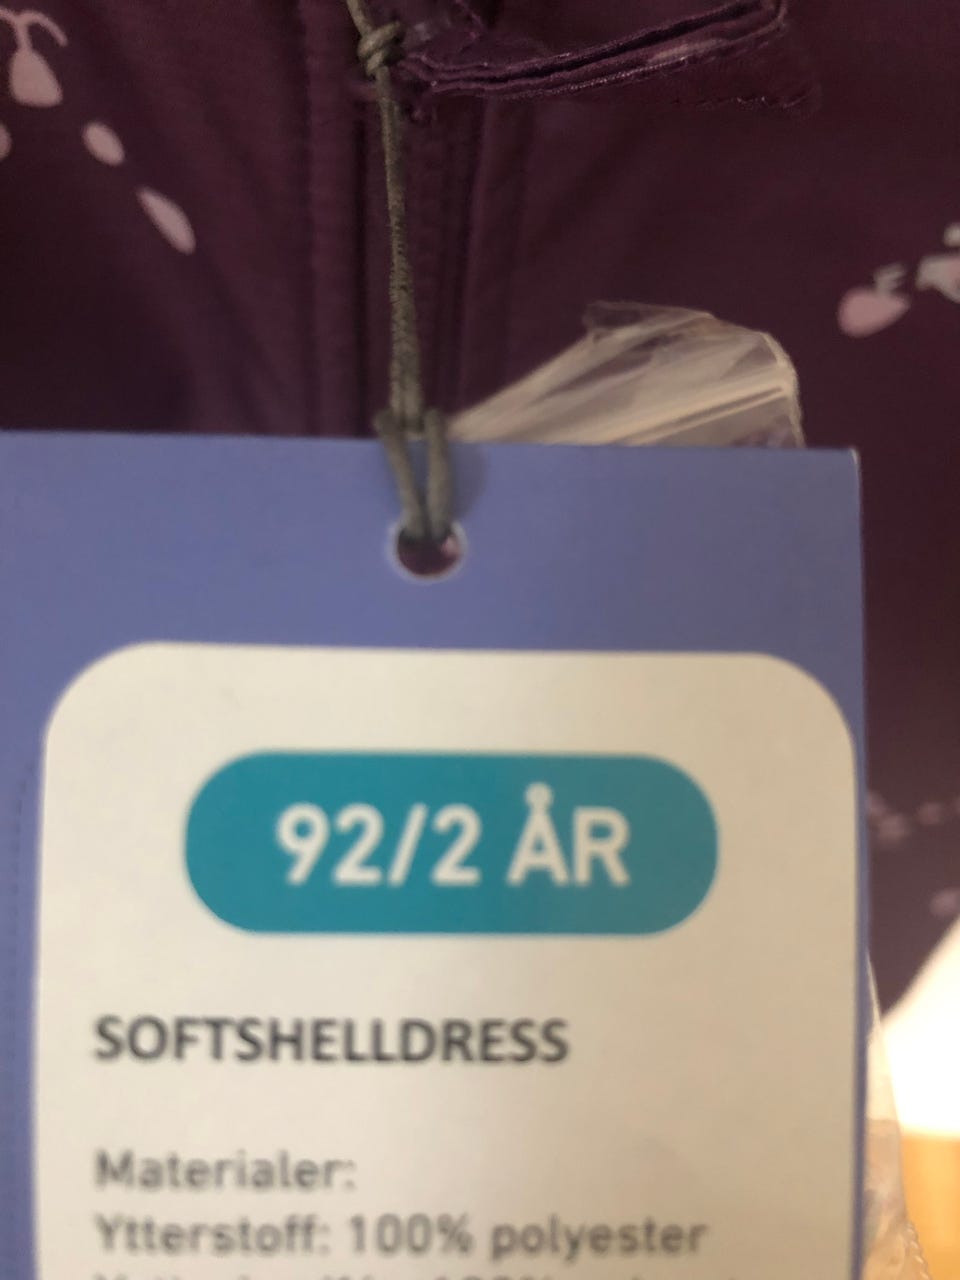 92/2 ÅR
SOFTSHELLDRESS
Materialer:
Ytterstoff: 100% polyester